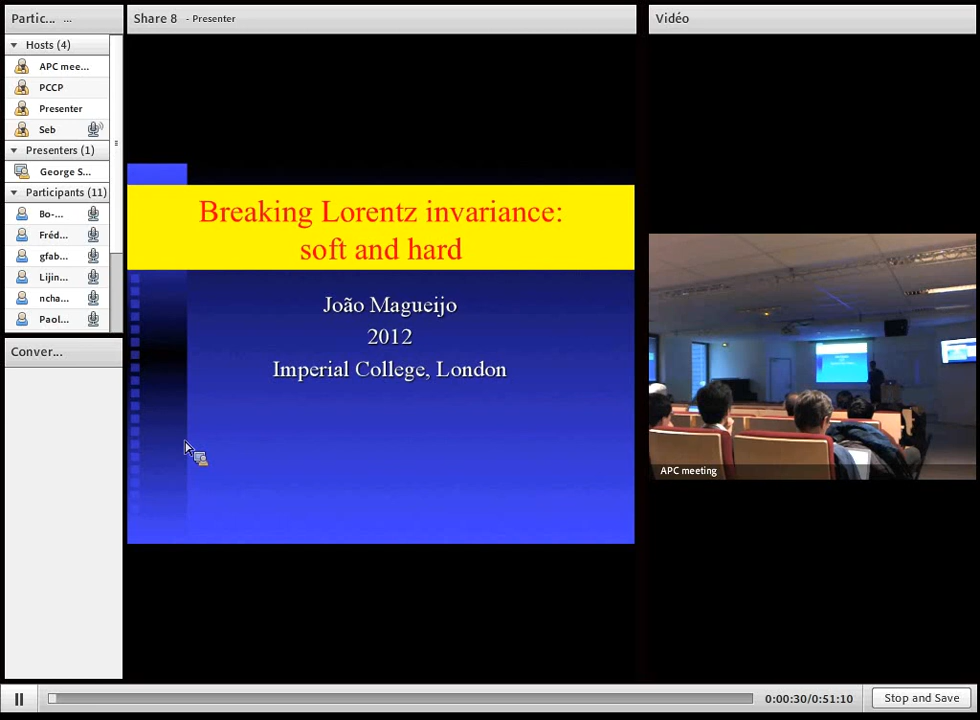 Partic... ...
Hosts (4)
APC mee...
PCCP
Presenter
Seb
Presenters (1)
George S...
Participants (11)
Bo-...
Fréd...
gfab...
Lijin...
ncha...
Paol...
Conver...
Share 8 - Presenter
Breaking Lorentz invariance:
soft and hard
João Magueijo
2012
Imperial College, London
Vidéo
APC meeting
0:00:30/0:51:10
Stop and Save